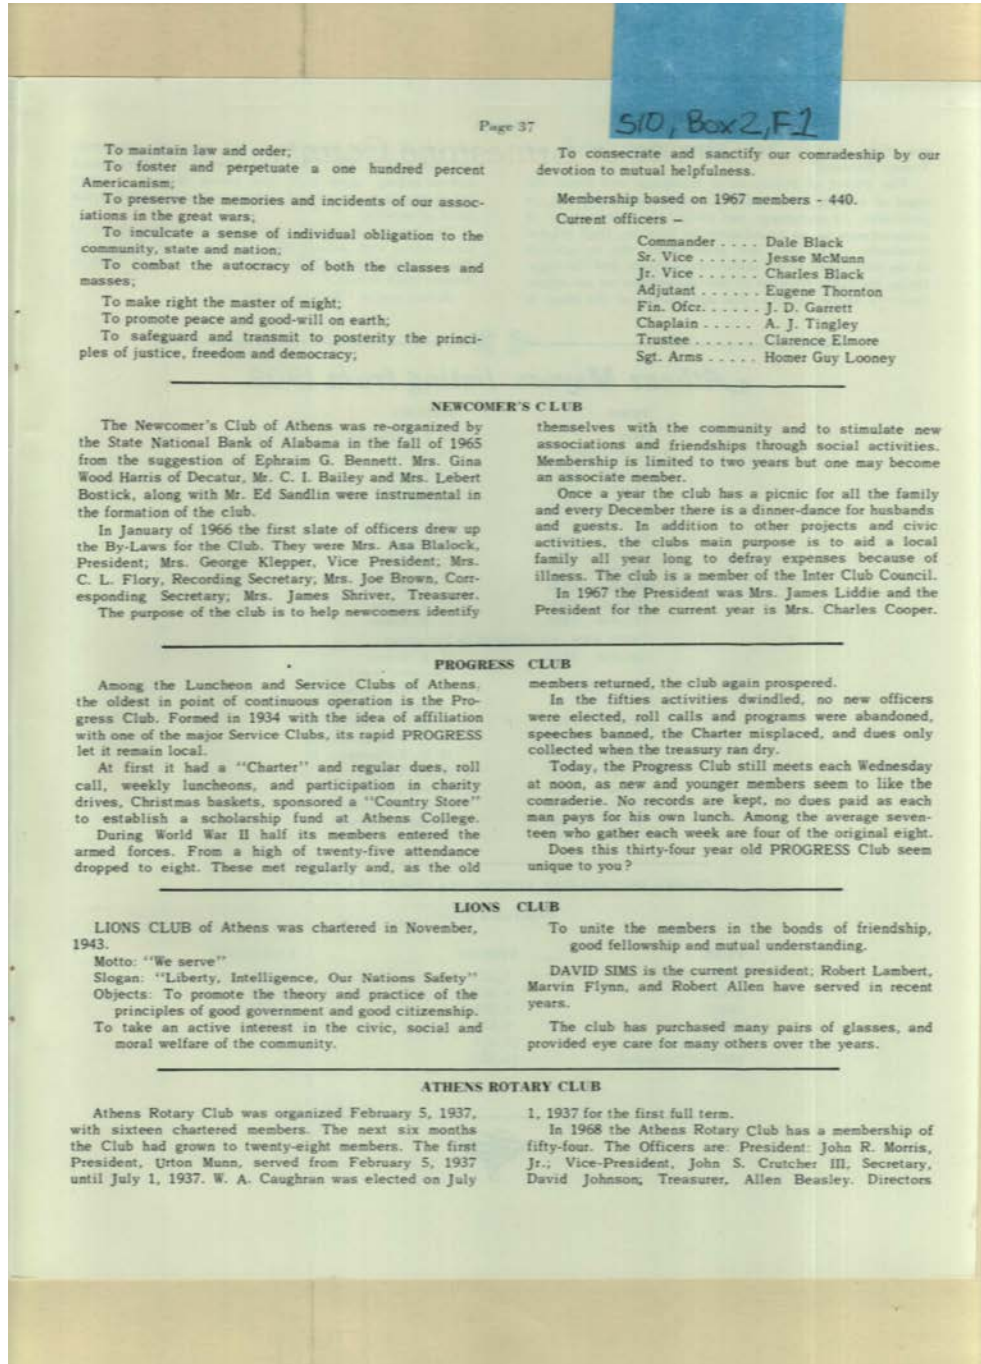 S10, Box 2, F1
Page 37
To maintain law and order;
To foster and perpetuate a one hundred percent
Americanism;
To preserve the memories and incidents of our assoc-
iations in the great wars;
To inculcate a sense of individual obligation to the
community, state and nation;
To combat the autocracy of both the classes and
masses;
To make right the master of might;
To promote peace and good-will on earth;
To safeguard and transmit to posterity the princi-
ples of justice, freedom and democracy;
To consecrate and sanctify our comradeship by our
devotion to mutual helpfulness.
Membership based on 1967 members - 440.
Current officers –
Commander . . . . Dale Black
Sr. Vice . . . . . . Jesse McMunn
Jr. Vice . . . . . . Charles Black
Adjutant . . . . . . Eugene Thornton
Fin. Ofcr. . . . . . J. D. Garrett
Chaplain . . . . . A. J. Tingley
Trustee . . . . . . Clarence Elmore
Sgt. Arms . . . . . Homer Guy Looney
NEWCOMER'S CLUB
The Newcomer's Club of Athens was re-organized by
the State National Bank of Alabama in the fall of 1965
from the suggestion of Ephraim G. Bennett. Mrs. Gina
Wood Harris of Decatur, Mr. C. I. Bailey and Mrs. Lebert
Bostick, along with Mr. Ed Sandlin were instrumental in
the formation of the club.
In January of 1966 the first slate of officers drew up
the By-Laws for the Club. They were Mrs. Asa Blalock,
President; Mrs. George Klepper, Vice President; Mrs.
C. L. Flory, Recording Secretary; Mrs. Joe Brown, Corr-
esponding Secretary; Mrs. James Shriver, Treasurer.
The purpose of the club is to help newcomers identify
themselves with the community and to stimulate new
associations and friendships through social activities.
Membership is limited to two years but one may become
an associate member.
Once a year the club has a picnic for all the family
and every December there is a dinner-dance for husbands
and guests. In addition to other projects and civic
activities, the clubs main purpose is to aid a local
family all year long to defray expenses because of
illness. The club is a member of the Inter Club Council.
In 1967 the President was Mrs. James Liddie and the
President for the current year is Mrs. Charles Cooper.
PROGRESS CLUB
Among the Luncheon and Service Clubs of Athens,
the oldest in point of continuous operation is the Pro-
gress Club. Formed in 1934 with the idea of affiliation
with one of the major Service Clubs, its rapid PROGRESS
let it remain local.
At first it had a "Charter" and regular dues, roll
call, weekly luncheons, and participation in charity
drives, Christmas baskets, sponsored a "Country Store"
to establish a scholarship fund at Athens College.
During World War II half its members entered the
armed forces. From a high of twenty-five attendance
dropped to eight. These met regularly and, as the old
members returned, the club again prospered.
In the fifties activities dwindled, no new officers
were elected, roll calls and programs were abandoned,
speeches banned, the Charter misplaced, and dues only
collected when the treasury ran dry.
Today, the Progress Club still meets each Wednesday
at noon, as new and younger members seem to like the
comraderie. No records are kept, no dues paid as each
man pays for his own lunch. Among the average seven-
teen who gather each week are four of the original eight.
Does this thirty-four year old PROGRESS Club seem
unique to you?
LIONS CLUB
LIONS CLUB of Athens was chartered in November,
1943.
Motto: "We serve"
Slogan: "Liberty, Intelligence, Our Nations Safety"
Objects: To promote the theory and practice of the
principles of good government and good citizenship.
To take an active interest in the civic, social and
moral welfare of the community.
To unite the members in the bonds of friendship,
good fellowship and mutual understanding.
DAVID SIMS is the current president; Robert Lambert,
Marvin Flynn, and Robert Allen have served in recent
years.
The club has purchased many pairs of glasses, and
provided eye care for many others over the years.
ATHENS ROTARY CLUB
Athens Rotary Club was organized February 5, 1937,
with sixteen chartered members. The next six months
the Club had grown to twenty-eight members. The first
President, Urton Munn, served from February 5, 1937
until July 1, 1937. W. A. Caughran was elected on July
1, 1937 for the first full term.
In 1968 the Athens Rotary Club has a membership of
fifty-four. The Officers are: President: John R. Morris,
Jr.; Vice-President, John S. Crutcher III, Secretary,
David Johnson; Treasurer, Allen Beasley. Directors